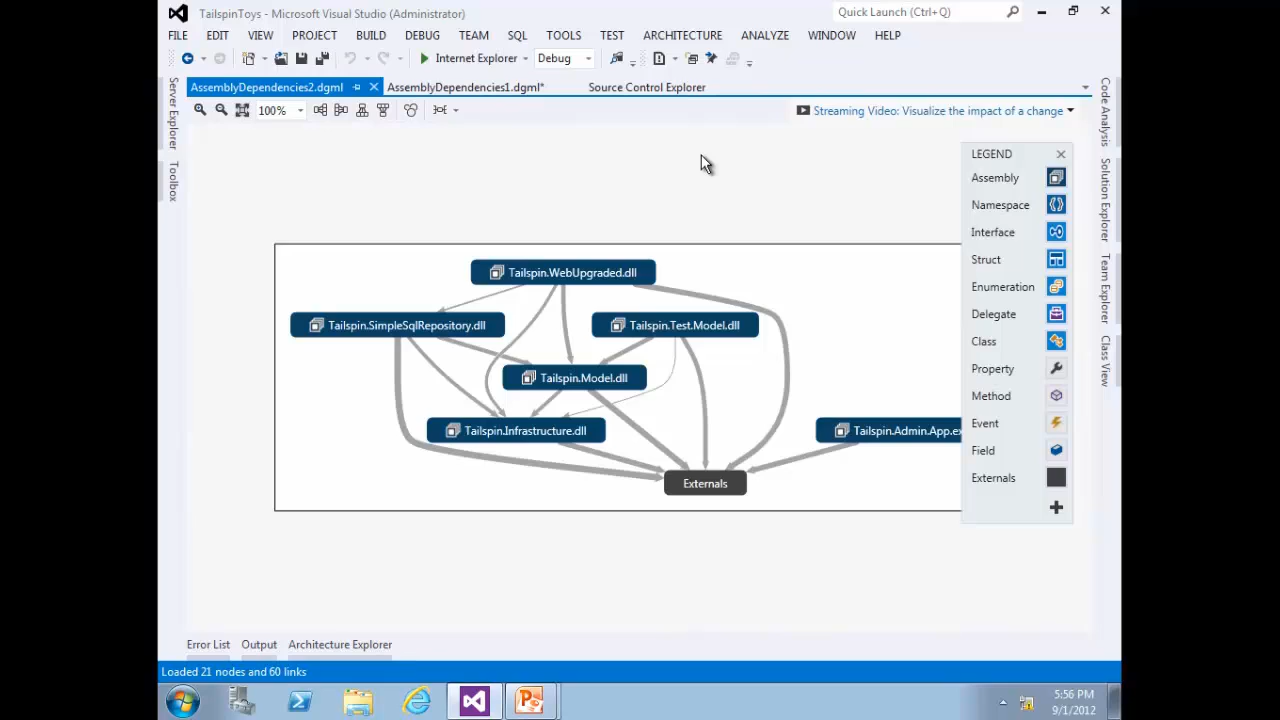 TailspinToys - Microsoft Visual Studio (Administrator)
Quick Launch (Ctrl+Q)
FILE EDIT VIEW PROJECT BUILD DEBUG TEAM SQL TOOLS TEST ARCHITECTURE ANALYZE WINDOW HELP
Internet Explorer Debug
Server Explorer
Toolbox
AssemblyDependencies2.dgml AssemblyDependencies1.dgml* Source Control Explorer
100% Streaming Video: Visualize the impact of a change
LEGEND
Assembly
Namespace
Interface
Struct
Enumeration
Delegate
Class
Property
Method
Event
Field
Externals
Tailspin.WebUpgraded.dll
Tailspin.SimpleSqlRepository.dll Tailspin.Test.Model.dll
Tailspin.Model.dll
Tailspin.Infrastructure.dll Tailspin.Admin.App.ex
Externals
Code Analysis
Solution Explorer
Team Explorer
Class View
Error List Output Architecture Explorer
Loaded 21 nodes and 60 links
5:56 PM
9/1/2012